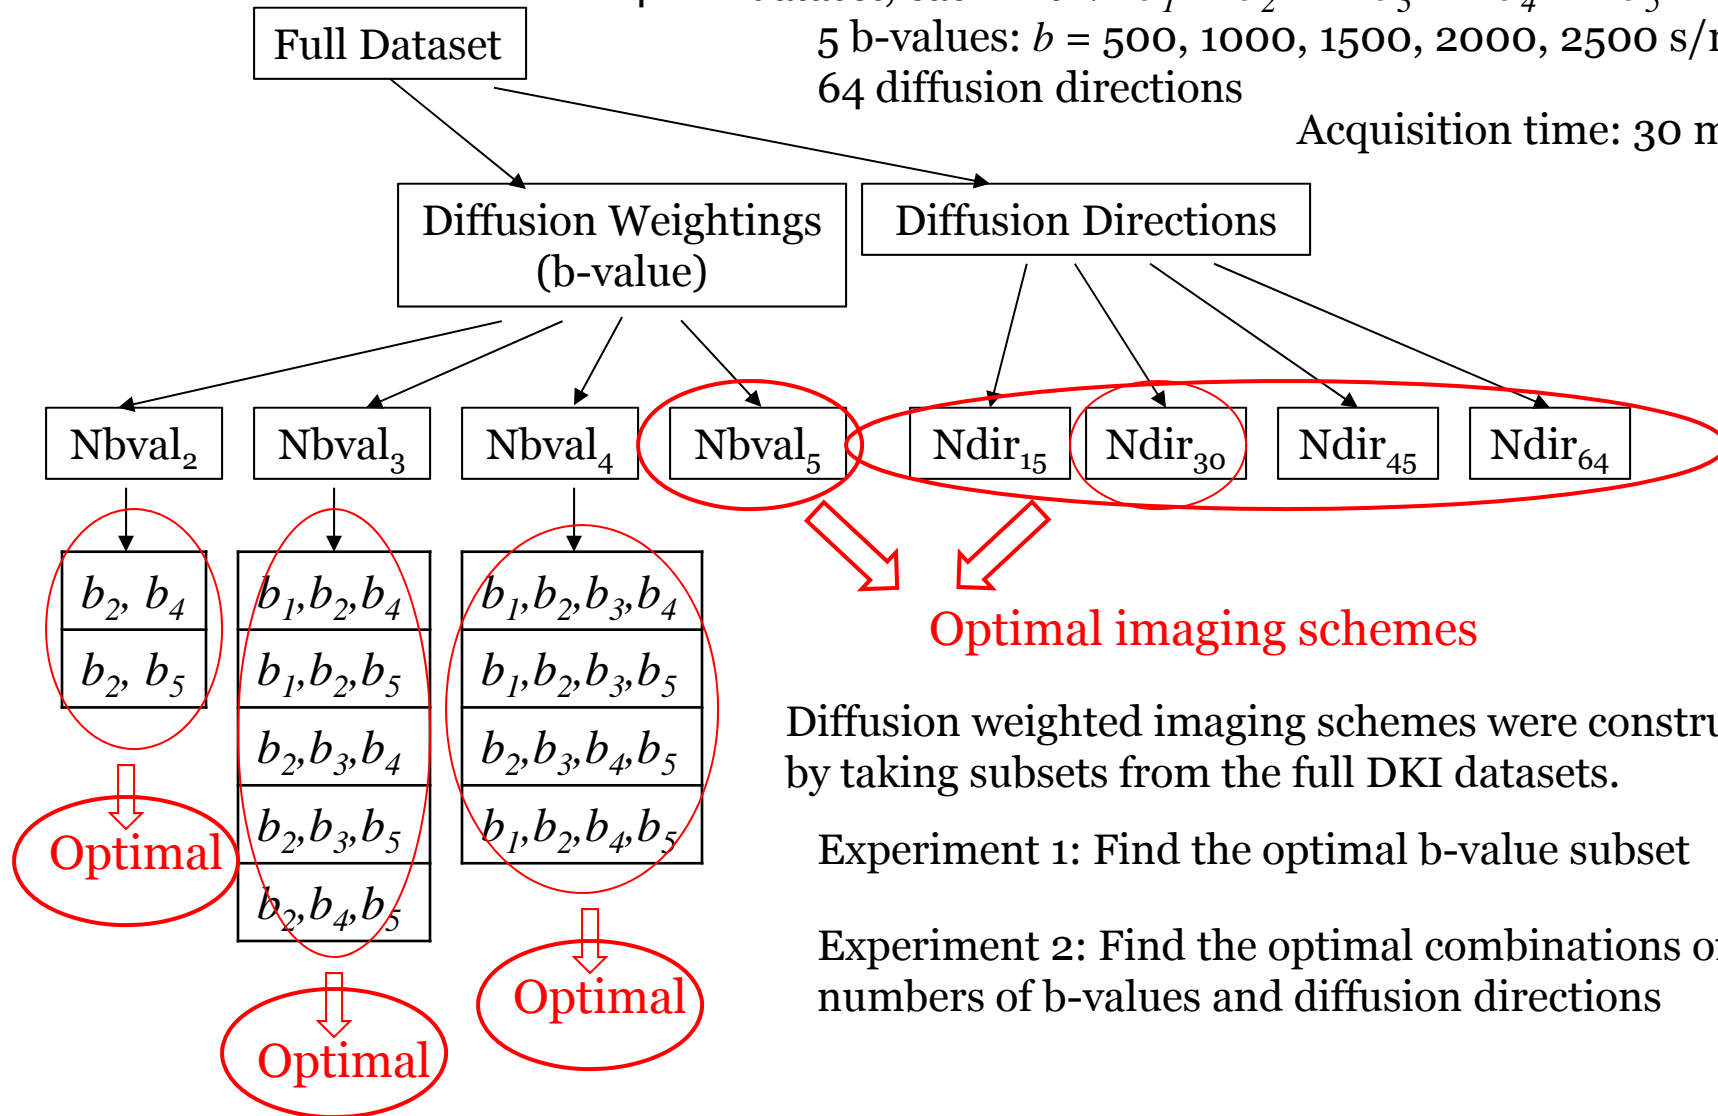 Full Dataset
dataset,
5 b-values: b = 500, 1000, 1500, 2000, 2500
64 diffusion directions
Acquisition time: 30
Diffusion Weightings
(b-value)
Diffusion Directions
Nbval₂
Nbval₃
Nbval₄
Nbval₅
Ndir₁₅
Ndir₃₀
Ndir₄₅
Ndir₆₄
b₂, b₄
b₂, b₅
b₁,b₂,b₄
b₁,b₂,b₅
b₂,b₃,b₄
b₂,b₃,b₅
b₂,b₄,b₅
b₁,b₂,b₃,b₄
b₁,b₂,b₃,b₅
b₂,b₃,b₄,b₅
b₁,b₂,b₄,b₅
Optimal
Optimal
Optimal
Optimal imaging schemes
Diffusion weighted imaging schemes were constru
by taking subsets from the full DKI datasets.
Experiment 1: Find the optimal b-value subset
Experiment 2: Find the optimal combinations of
numbers of b-values and diffusion directions